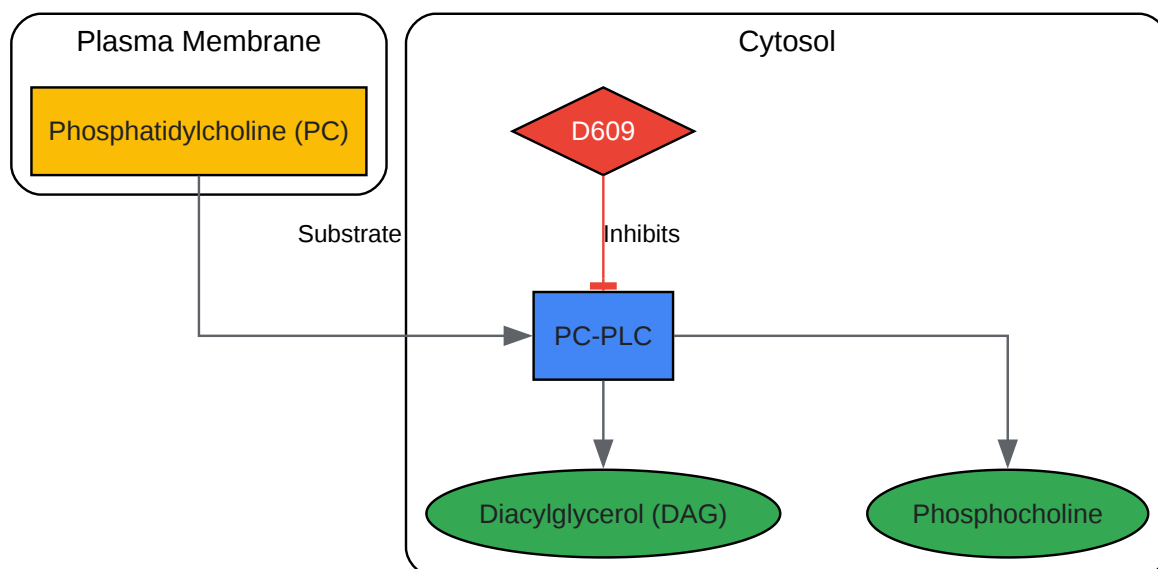 Plasma Membrane
Cytosol
Phosphatidylcholine (PC)
D609
Substrate
Inhibits
PC-PLC
Diacylglycerol (DAG)
Phosphocholine